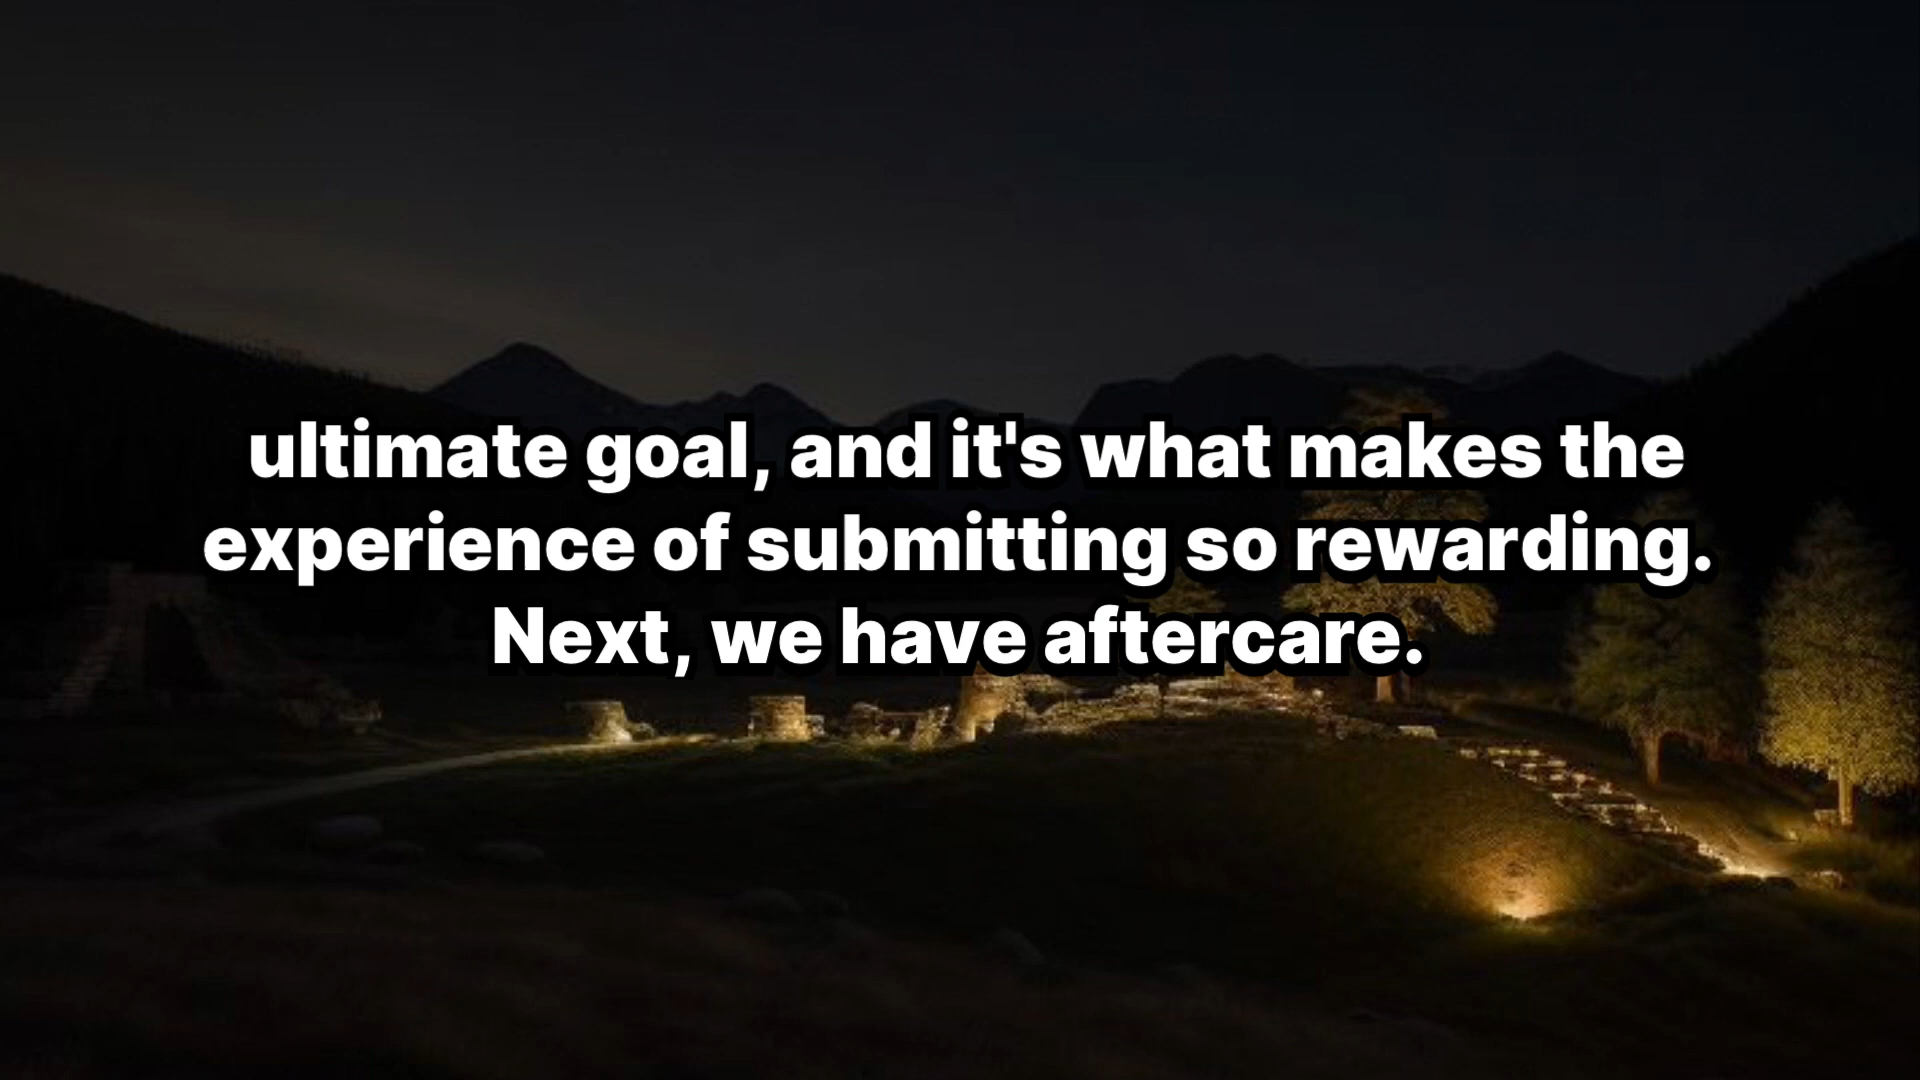 ultimate goal, and it's what makes the
experience of submitting so rewarding.
Next, we have aftercare.